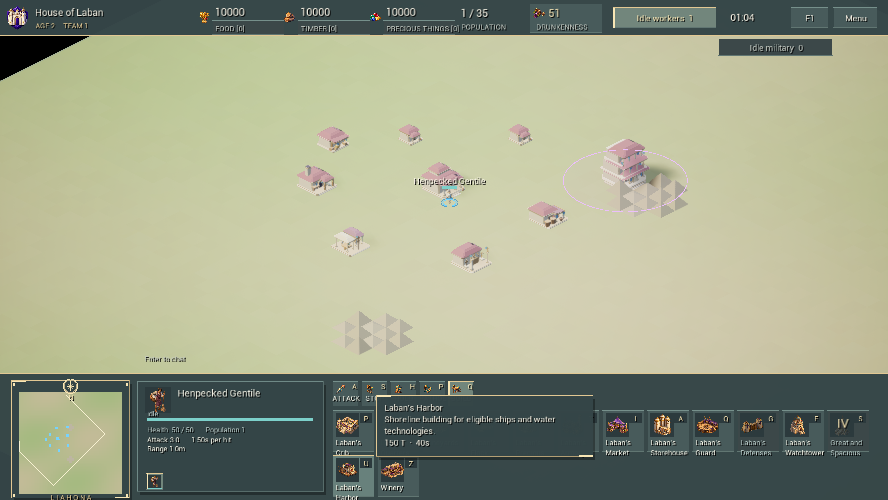 House of Laban
AGE 2 TEAM 1
10000
FOOD [0]
10000
TIMBER [0]
10000
PRECIOUS THINGS [0]
1 / 35
POPULATION
51
DRUNKENNESS
Idle workers: 1
01:04
F1
Menu
Idle military: 0
Henpecked Gentile
Enter to chat
N
LIAHONA
Henpecked Gentile
Idle
Health: 50 / 50 Population 1
Attack 3.0 1.50s per hit
Range 1.0m
A
ATTACK
S
H
P
Laban's Harbor
Shoreline building for eligible ships and water
technologies.
150 T · 40s
P
Laban's
I
Laban's
Market
A
Laban's
Storehouse
Q
Laban's
Guard
G
Laban's
Defenses
F
Laban's
Watchtower
S
Great and
Spacious
U
Laban's
Harbor
Z
Winery